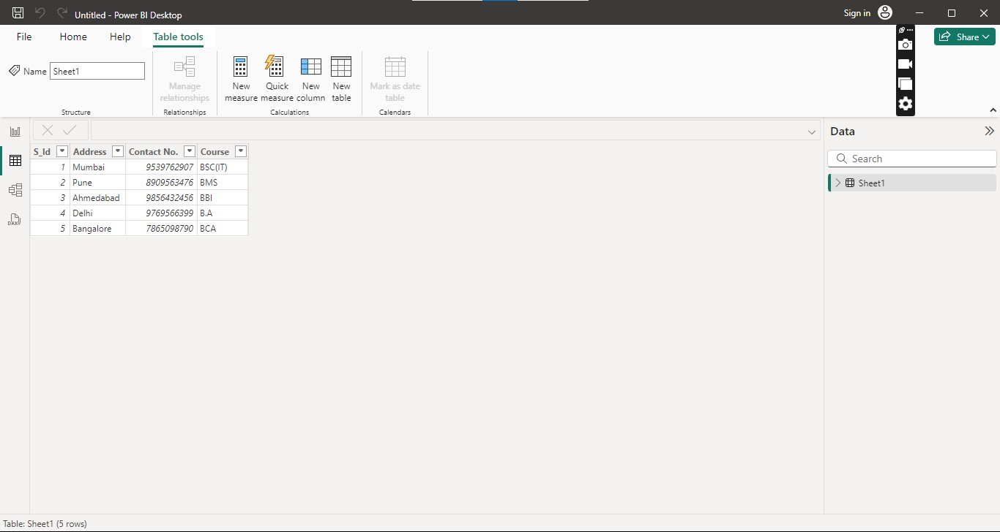 Untitled - Power BI Desktop
Sign in
File Home Help Table tools
Share
Name Sheet1
Manage relationships
New measure
Quick measure
New column
New table
Mark as date table
Structure
Relationships
Calculations
Calendars
Data
Search
Sheet1
S_Id Address Contact No. Course
1 Mumbai 9539762907 BSC(IT)
2 Pune 8909563476 BMS
3 Ahmedabad 9856432456 BBI
4 Delhi 9769566399 B.A
5 Bangalore 7865098790 BCA
DAX
Table: Sheet1 (5 rows)